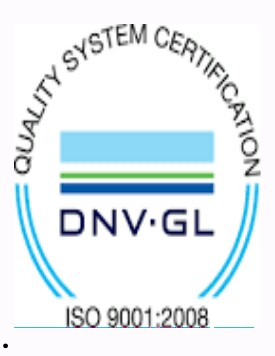 QUALITY SYSTEM CERTIFICATION
DNV·GL
ISO 9001:2008